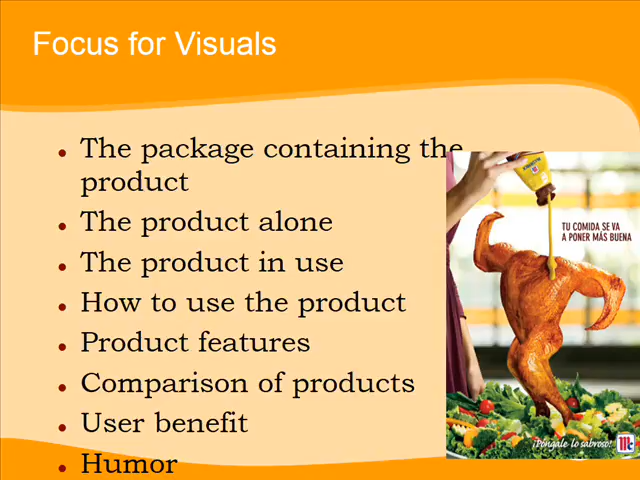 Focus for Visuals
• The package containing the
product
• The product alone
• The product in use
• How to use the product
• Product features
• Comparison of products
• User benefit
• Humor
TU COMIDA SE VA
A PONER MÁS BUENA
¡Póngale lo sabroso!